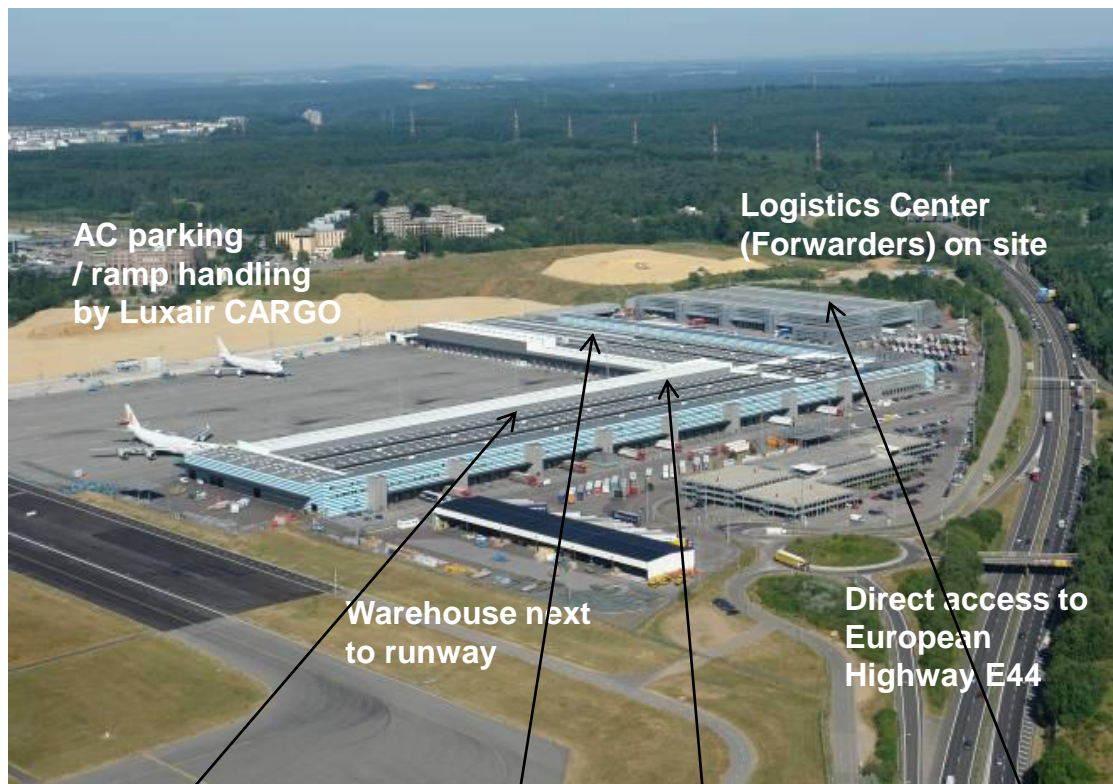 AC parking
/ ramp handling
by Luxair CARGO
Logistics Center
(Forwarders) on site
Warehouse next
to runway
Direct access to
European
Highway E44